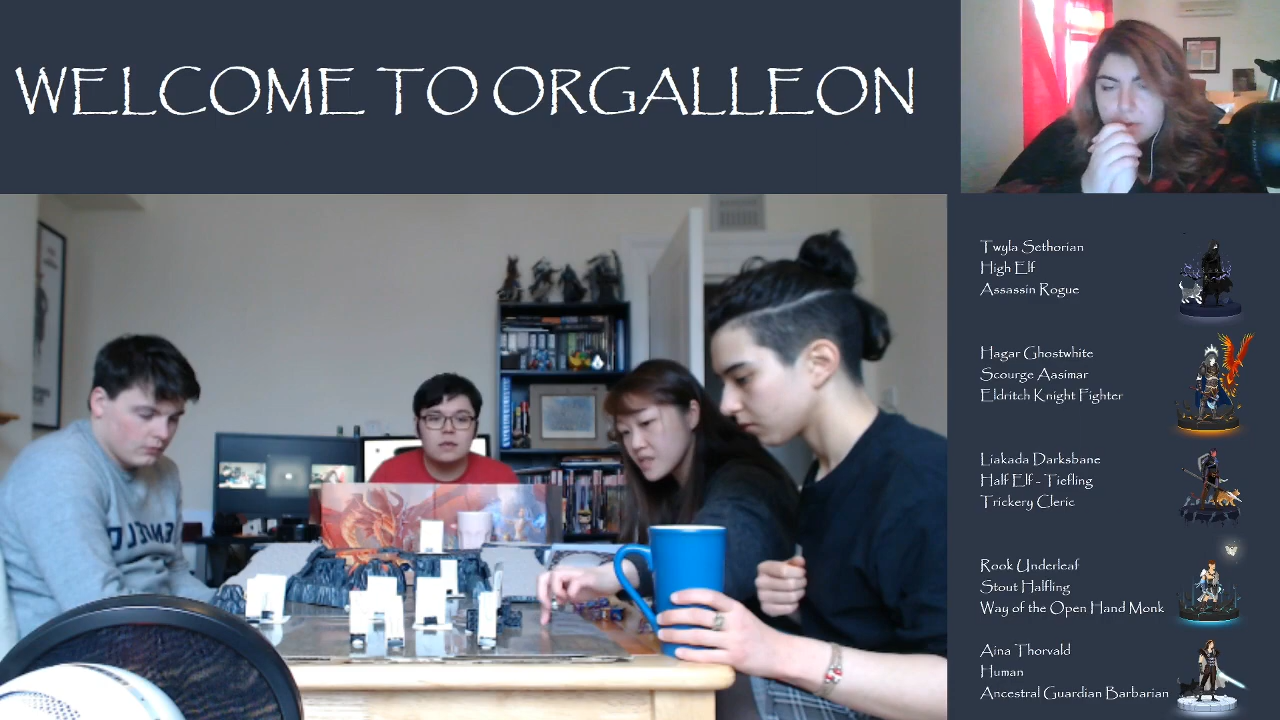 WELCOME TO ORGALLEON
Twyla Sethorian
High Elf
Assassin Rogue
Hagar Ghostwhite
Scourge Aasimar
Eldritch Knight Fighter
Liakada Darksbane
Half Elf - Tiefling
Trickery Cleric
Rook Underleaf
Stout Halfling
Way of the Open Hand Monk
Aina Thorvald
Human
Ancestral Guardian Barbarian